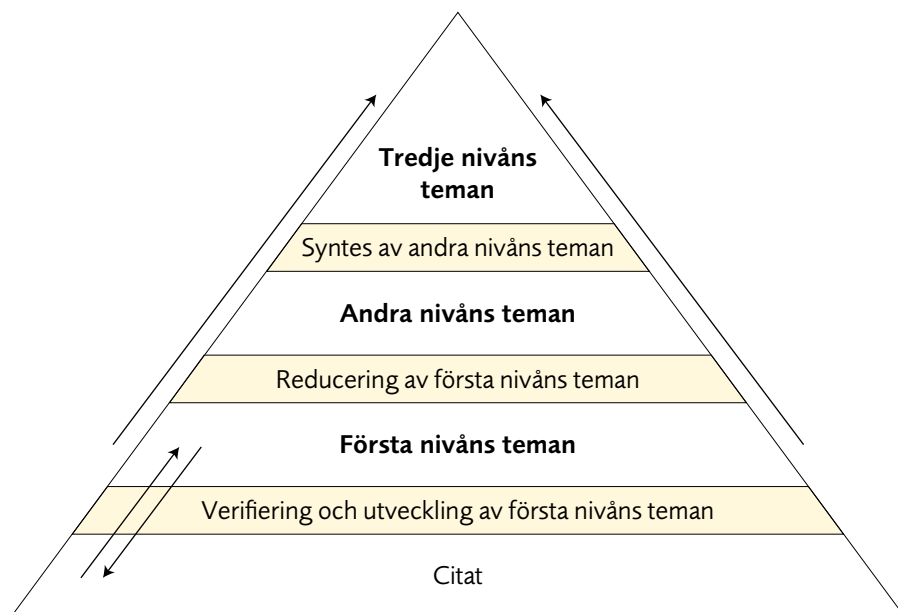 Tredje nivåns
teman
Syntes av andra nivåns teman
Andra nivåns teman
Reducering av första nivåns teman
Första nivåns teman
Verifiering och utveckling av första nivåns teman
Citat